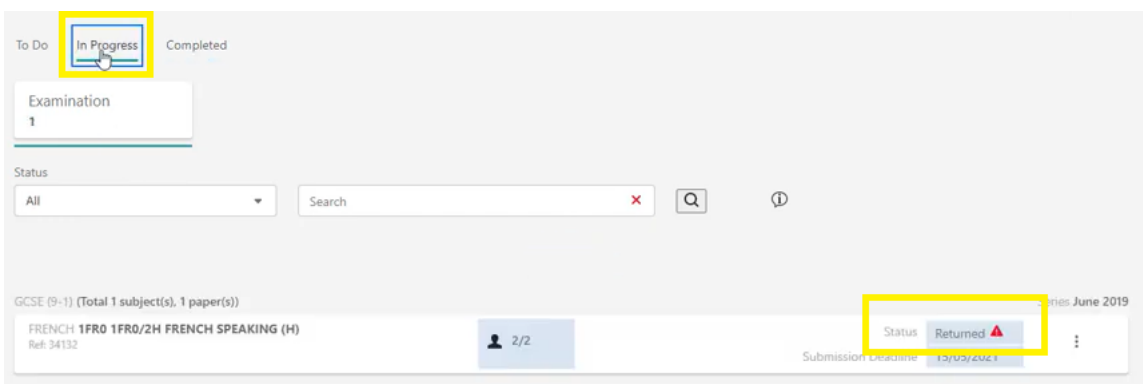 To Do In Progress Completed
Examination
1
Status
All Search
GCSE (9-1) (Total 1 subject(s), 1 paper(s)) Series June 2019
FRENCH 1FR0 1FR0/2H FRENCH SPEAKING (H) 2/2 Status Returned
Ref: 34132 Submission Deadline 15/05/2021